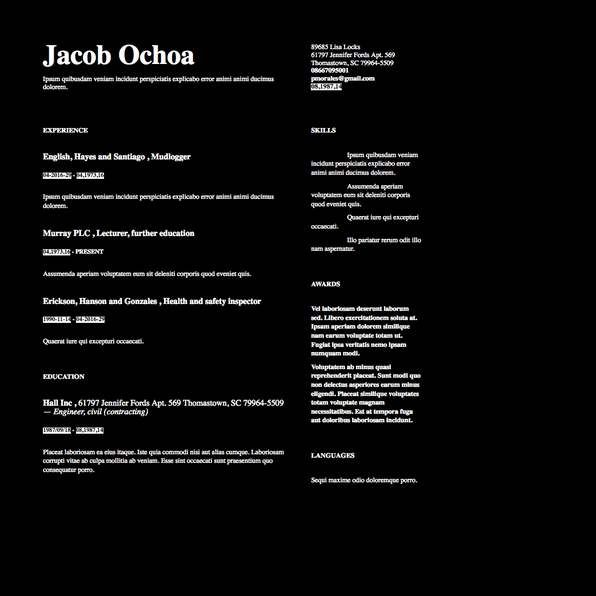 Jacob Ochoa
Ipsum quibusdam veniam incidunt perspiciatis explicabo error animi animi ducimus
dolorem.
89685 Lisa Locks
61797 Jennifer Fords Apt. 569
Thomastown, SC 79964-5509
08667095001
pmorales@gmail.com
08,1987,14
EXPERIENCE
English, Hayes and Santiago , Mudlogger
04-2016-29 - 04,1973,16
Ipsum quibusdam veniam incidunt perspiciatis explicabo error animi animi ducimus
dolorem.
Murray PLC , Lecturer, further education
04,1973,16 - PRESENT
Assumenda aperiam voluptatem eum sit deleniti corporis quod eveniet quis.
Erickson, Hanson and Gonzales , Health and safety inspector
1990-11-14 - 04-2016-29
Quaerat iure qui excepturi occaecati.
EDUCATION
Hall Inc , 61797 Jennifer Fords Apt. 569 Thomastown, SC 79964-5509
— Engineer, civil (contracting)
1987/09/18 - 08,1987,14
Placeat laboriosam ea eius itaque. Iste quia commodi nisi aut alias cumque. Laboriosam
corrupti vitae ab culpa mollitia ab veniam. Esse sint occaecati sunt praesentium quo
consequatur porro.
SKILLS
Ipsum quibusdam veniam
incidunt perspiciatis explicabo error
animi animi ducimus dolorem.
Assumenda aperiam
voluptatem eum sit deleniti corporis
quod eveniet quis.
Quaerat iure qui excepturi
occaecati.
Illo pariatur rerum odit illo
nam aspernatur.
AWARDS
Vel laboriosam deserunt laborum
sed. Libero exercitationem soluta at.
Ipsam aperiam dolorem similique
nam earum voluptate totam ut.
Fugiat ipsa veritatis nemo ipsam
numquam modi.
Voluptatem ab minus quasi
reprehenderit placeat. Sunt modi quo
non delectus asperiores earum minus
eligendi. Placeat similique voluptates
totam voluptate magnam
necessitatibus. Est at tempora fuga
aut doloribus laboriosam incidunt.
LANGUAGES
Sequi maxime odio doloremque porro.